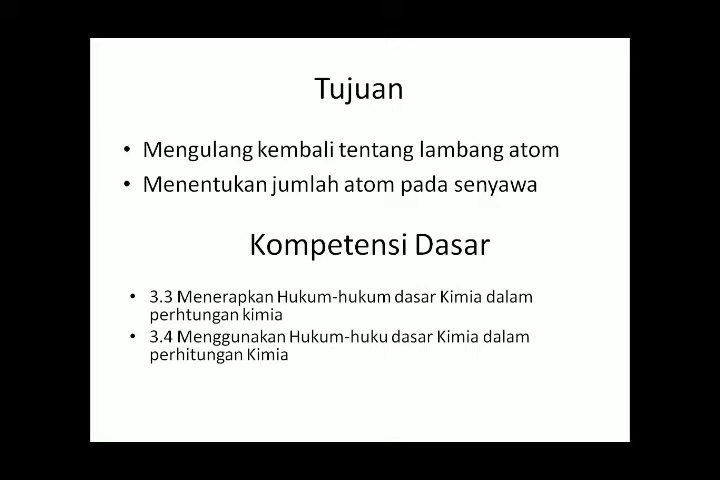 Tujuan
• Mengulang kembali tentang lambang atom
• Menentukan jumlah atom pada senyawa
Kompetensi Dasar
• 3.3 Menerapkan Hukum-hukum dasar Kimia dalam
perhtungan kimia
• 3.4 Menggunakan Hukum-huku dasar Kimia dalam
perhitungan Kimia